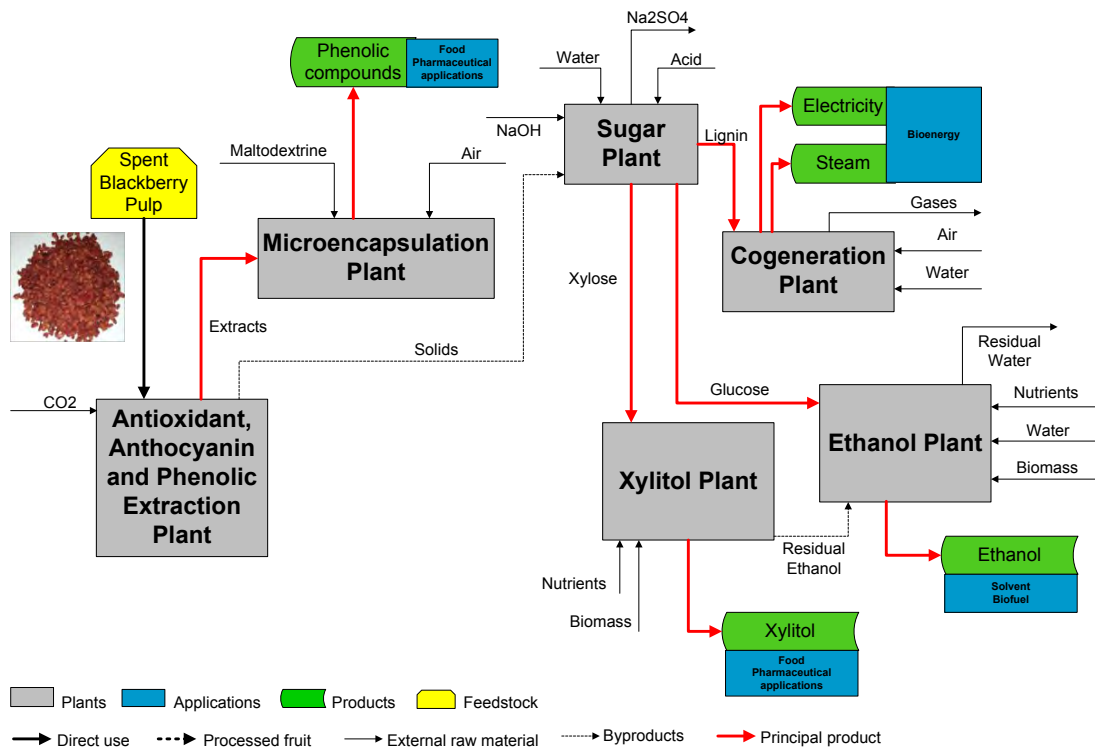 Na2SO4
Phenolic
compounds
Food
Pharmaceutical
applications
Water
Acid
NaOH
Sugar
Plant
Lignin
Electricity
Steam
Bioenergy
Maltodextrine
Air
Spent
Blackberry
Pulp
Microencapsulation
Plant
Gases
Air
Water
Cogeneration
Plant
Xylose
Extracts
Solids
Residual
Water
Glucose
CO2
Antioxidant,
Anthocyanin
and Phenolic
Extraction
Plant
Nutrients
Water
Biomass
Ethanol Plant
Xylitol Plant
Residual
Ethanol
Nutrients
Biomass
Ethanol
Solvent
Biofuel
Xylitol
Food
Pharmaceutical
applications
Plants
Applications
Products
Feedstock
Direct use
Processed fruit
External raw material
Byproducts
Principal product